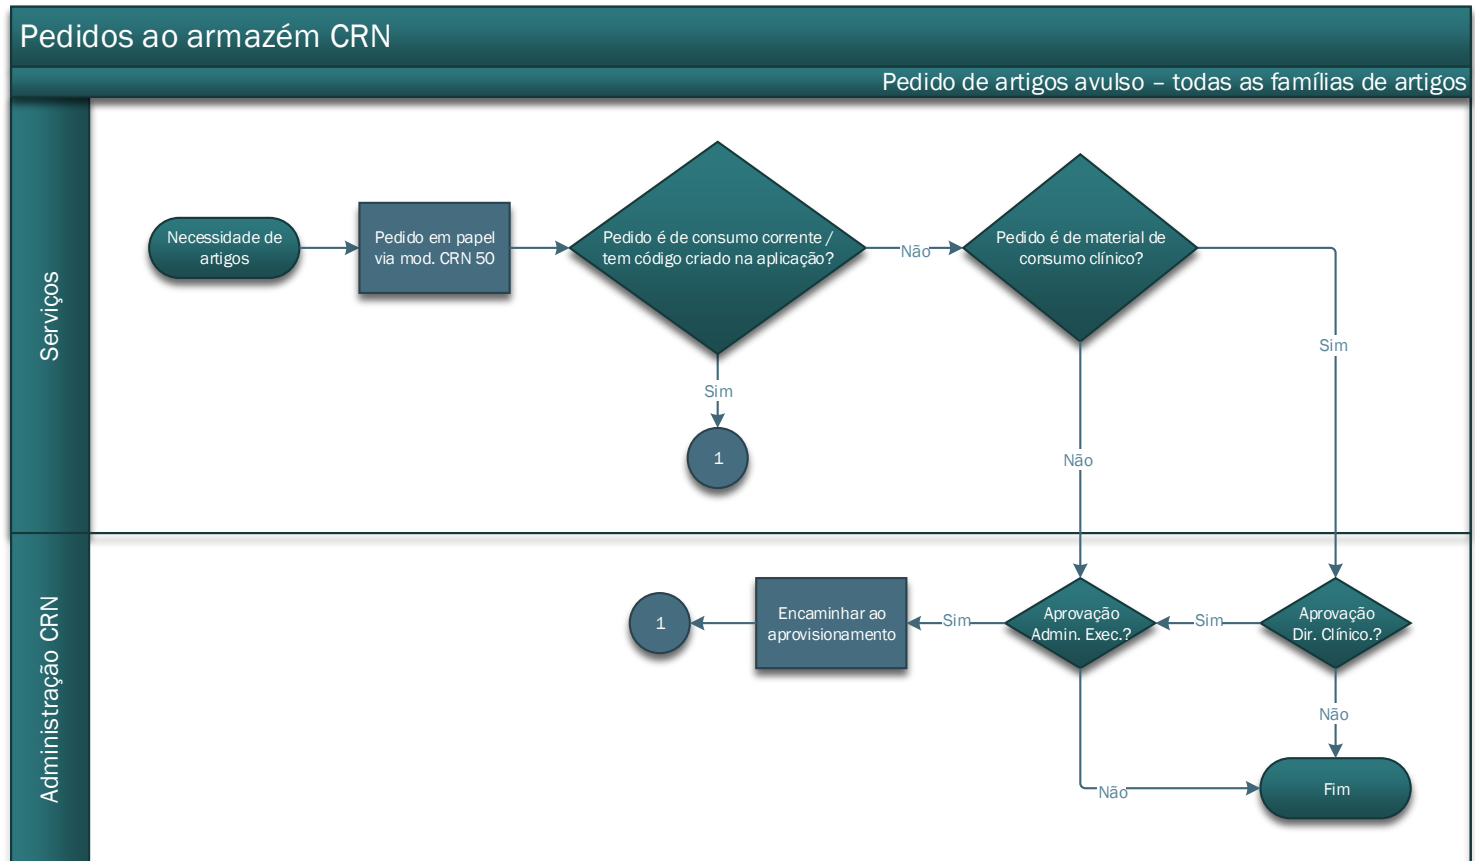 Pedidos ao armazém CRN
Pedido de artigos avulso – todas as famílias de artigos
Serviços
Necessidade de
artigos
Pedido em papel
via mod. CRN 50
Pedido é de consumo corrente /
tem código criado na aplicação?
Não
Pedido é de material de
consumo clínico?
Sim
Sim
1
Não
Administração CRN
1
Encaminhar ao
aprovisionamento
Sim
Aprovação
Admin. Exec.?
Sim
Aprovação
Dir. Clínico.?
Não
Não
Fim